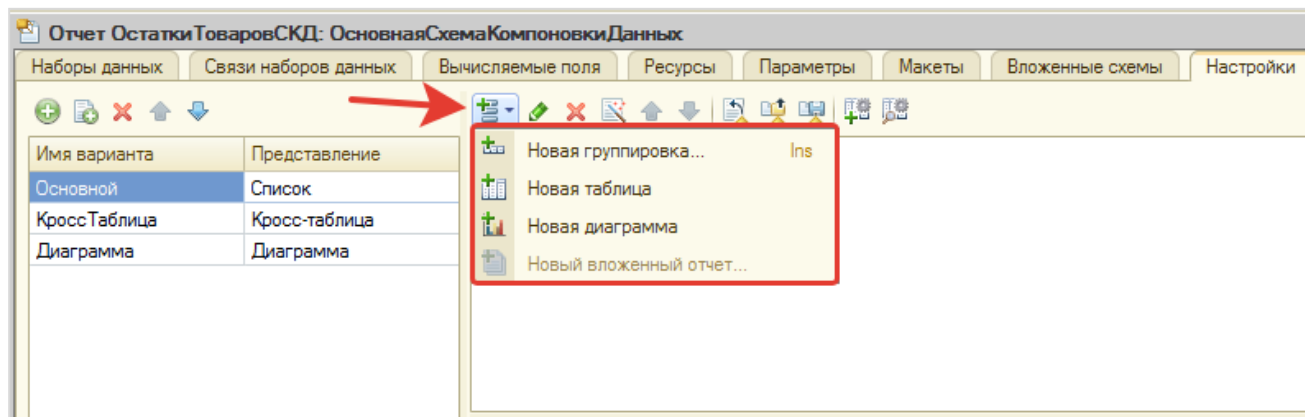 Отчет ОстаткиТоваровСКД: ОсновнаяСхемаКомпоновкиДанных
Наборы данных Связи наборов данных Вычисляемые поля Ресурсы Параметры Макеты Вложенные схемы Настройки
Имя варианта Представление
Основной Список
КроссТаблица Кросс-таблица
Диаграмма Диаграмма
Новая группировка... Ins
Новая таблица
Новая диаграмма
Новый вложенный отчет...